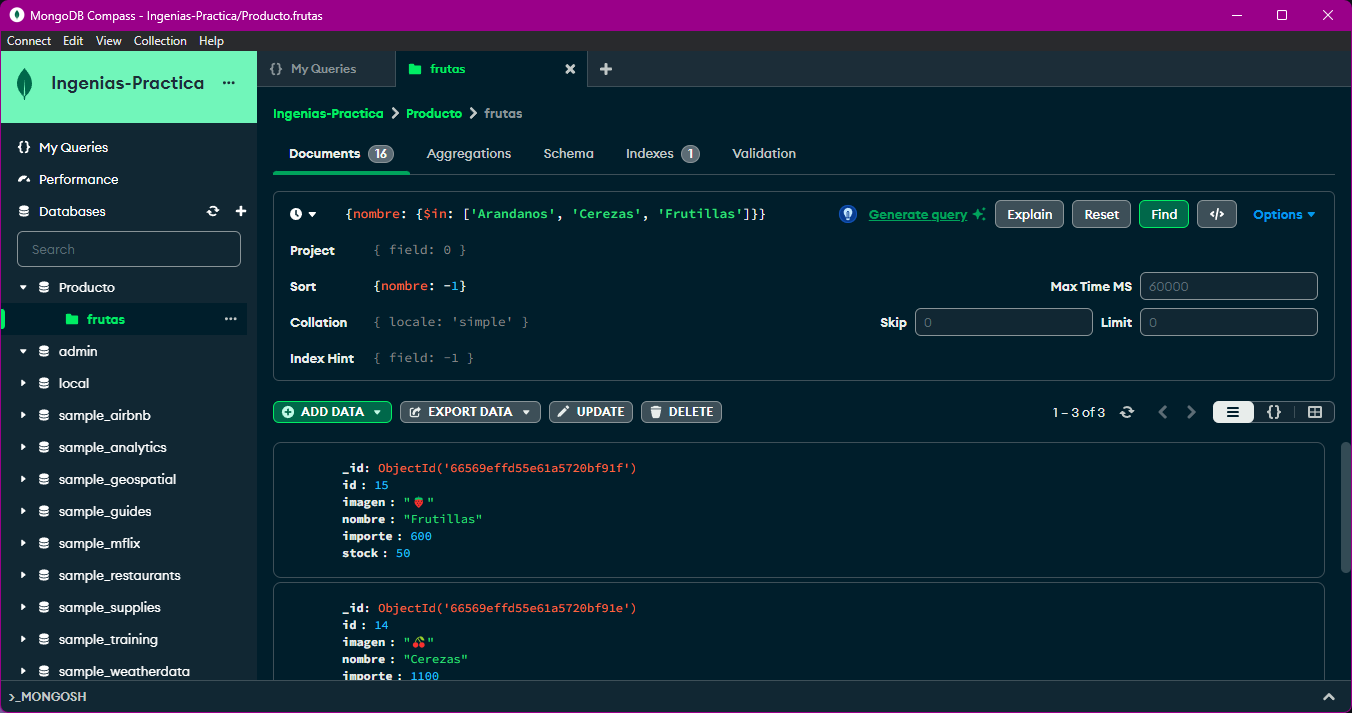 MongoDB Compass - Ingenias-Practica/Producto.frutas
Connect Edit View Collection Help
Ingenias-Practica
My Queries
Performance
Databases
Search
Producto
frutas
admin
local
sample_airbnb
sample_analytics
sample_geospatial
sample_guides
sample_mflix
sample_restaurants
sample_supplies
sample_training
sample_weatherdata
{} My Queries
frutas
Ingenias-Practica > Producto > frutas
Documents 16 Aggregations Schema Indexes 1 Validation
{nombre: {$in: ['Arandanos', 'Cerezas', 'Frutillas']}}
Generate query Explain Reset Find </> Options
Project { field: 0 }
Sort {nombre: -1} Max Time MS 60000
Collation { locale: 'simple' } Skip 0 Limit 0
Index Hint { field: -1 }
ADD DATA EXPORT DATA UPDATE DELETE 1 – 3 of 3 {}
_id: ObjectId('66569effd55e61a5720bf91f')
id : 15
imagen : "🍓"
nombre : "Frutillas"
importe : 600
stock : 50
_id: ObjectId('66569effd55e61a5720bf91e')
id : 14
imagen : "🍒"
nombre : "Cerezas"
importe : 1100
>_MONGOSH